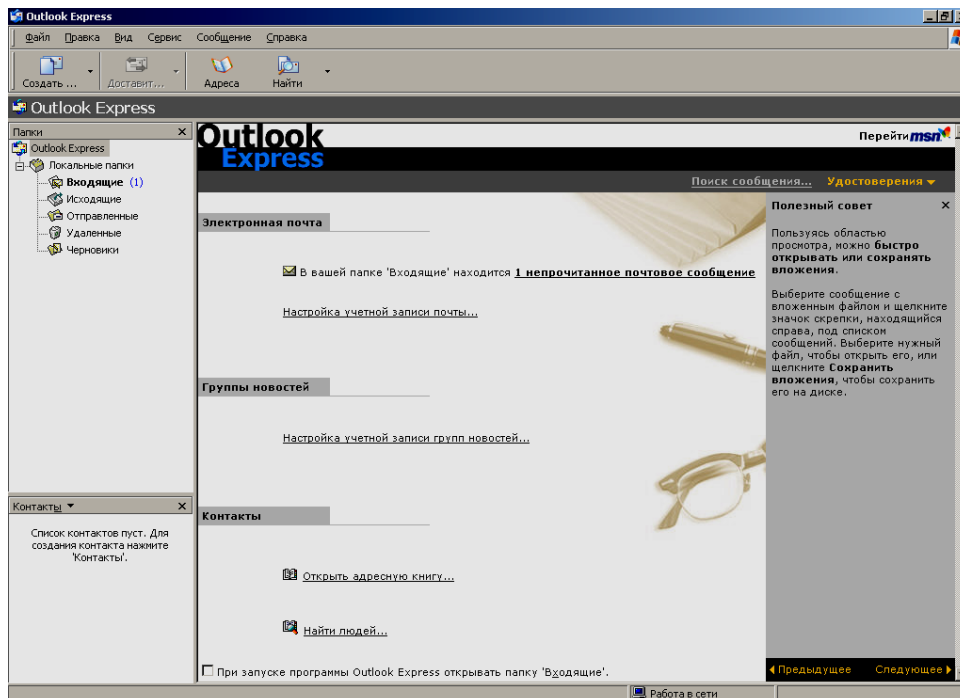 Outlook Express
Файл Правка Вид Сервис Сообщение Справка
Создать ... Доставит... Адреса Найти
Outlook Express
Папки
Outlook Express
Локальные папки
Входящие (1)
Исходящие
Отправленные
Удаленные
Черновики
Контакты
Список контактов пуст. Для
создания контакта нажмите
'Контакты'.
Outlook
Express
Перейти msn
Поиск сообщения... Удостоверения
Электронная почта
В вашей папке 'Входящие' находится 1 непрочитанное почтовое сообщение
Настройка учетной записи почты...
Группы новостей
Настройка учетной записи групп новостей...
Контакты
Открыть адресную книгу...
Найти людей...
При запуске программы Outlook Express открывать папку 'Входящие'.
Полезный совет
Пользуясь областью
просмотра, можно быстро
открывать или сохранять
вложения.
Выберите сообщение с
вложенным файлом и щелкните
значок скрепки, находящийся
справа, под списком
сообщений. Выберите нужный
файл, чтобы открыть его, или
щелкните Сохранить
вложения, чтобы сохранить
его на диске.
Предыдущее Следующее
Работа в сети